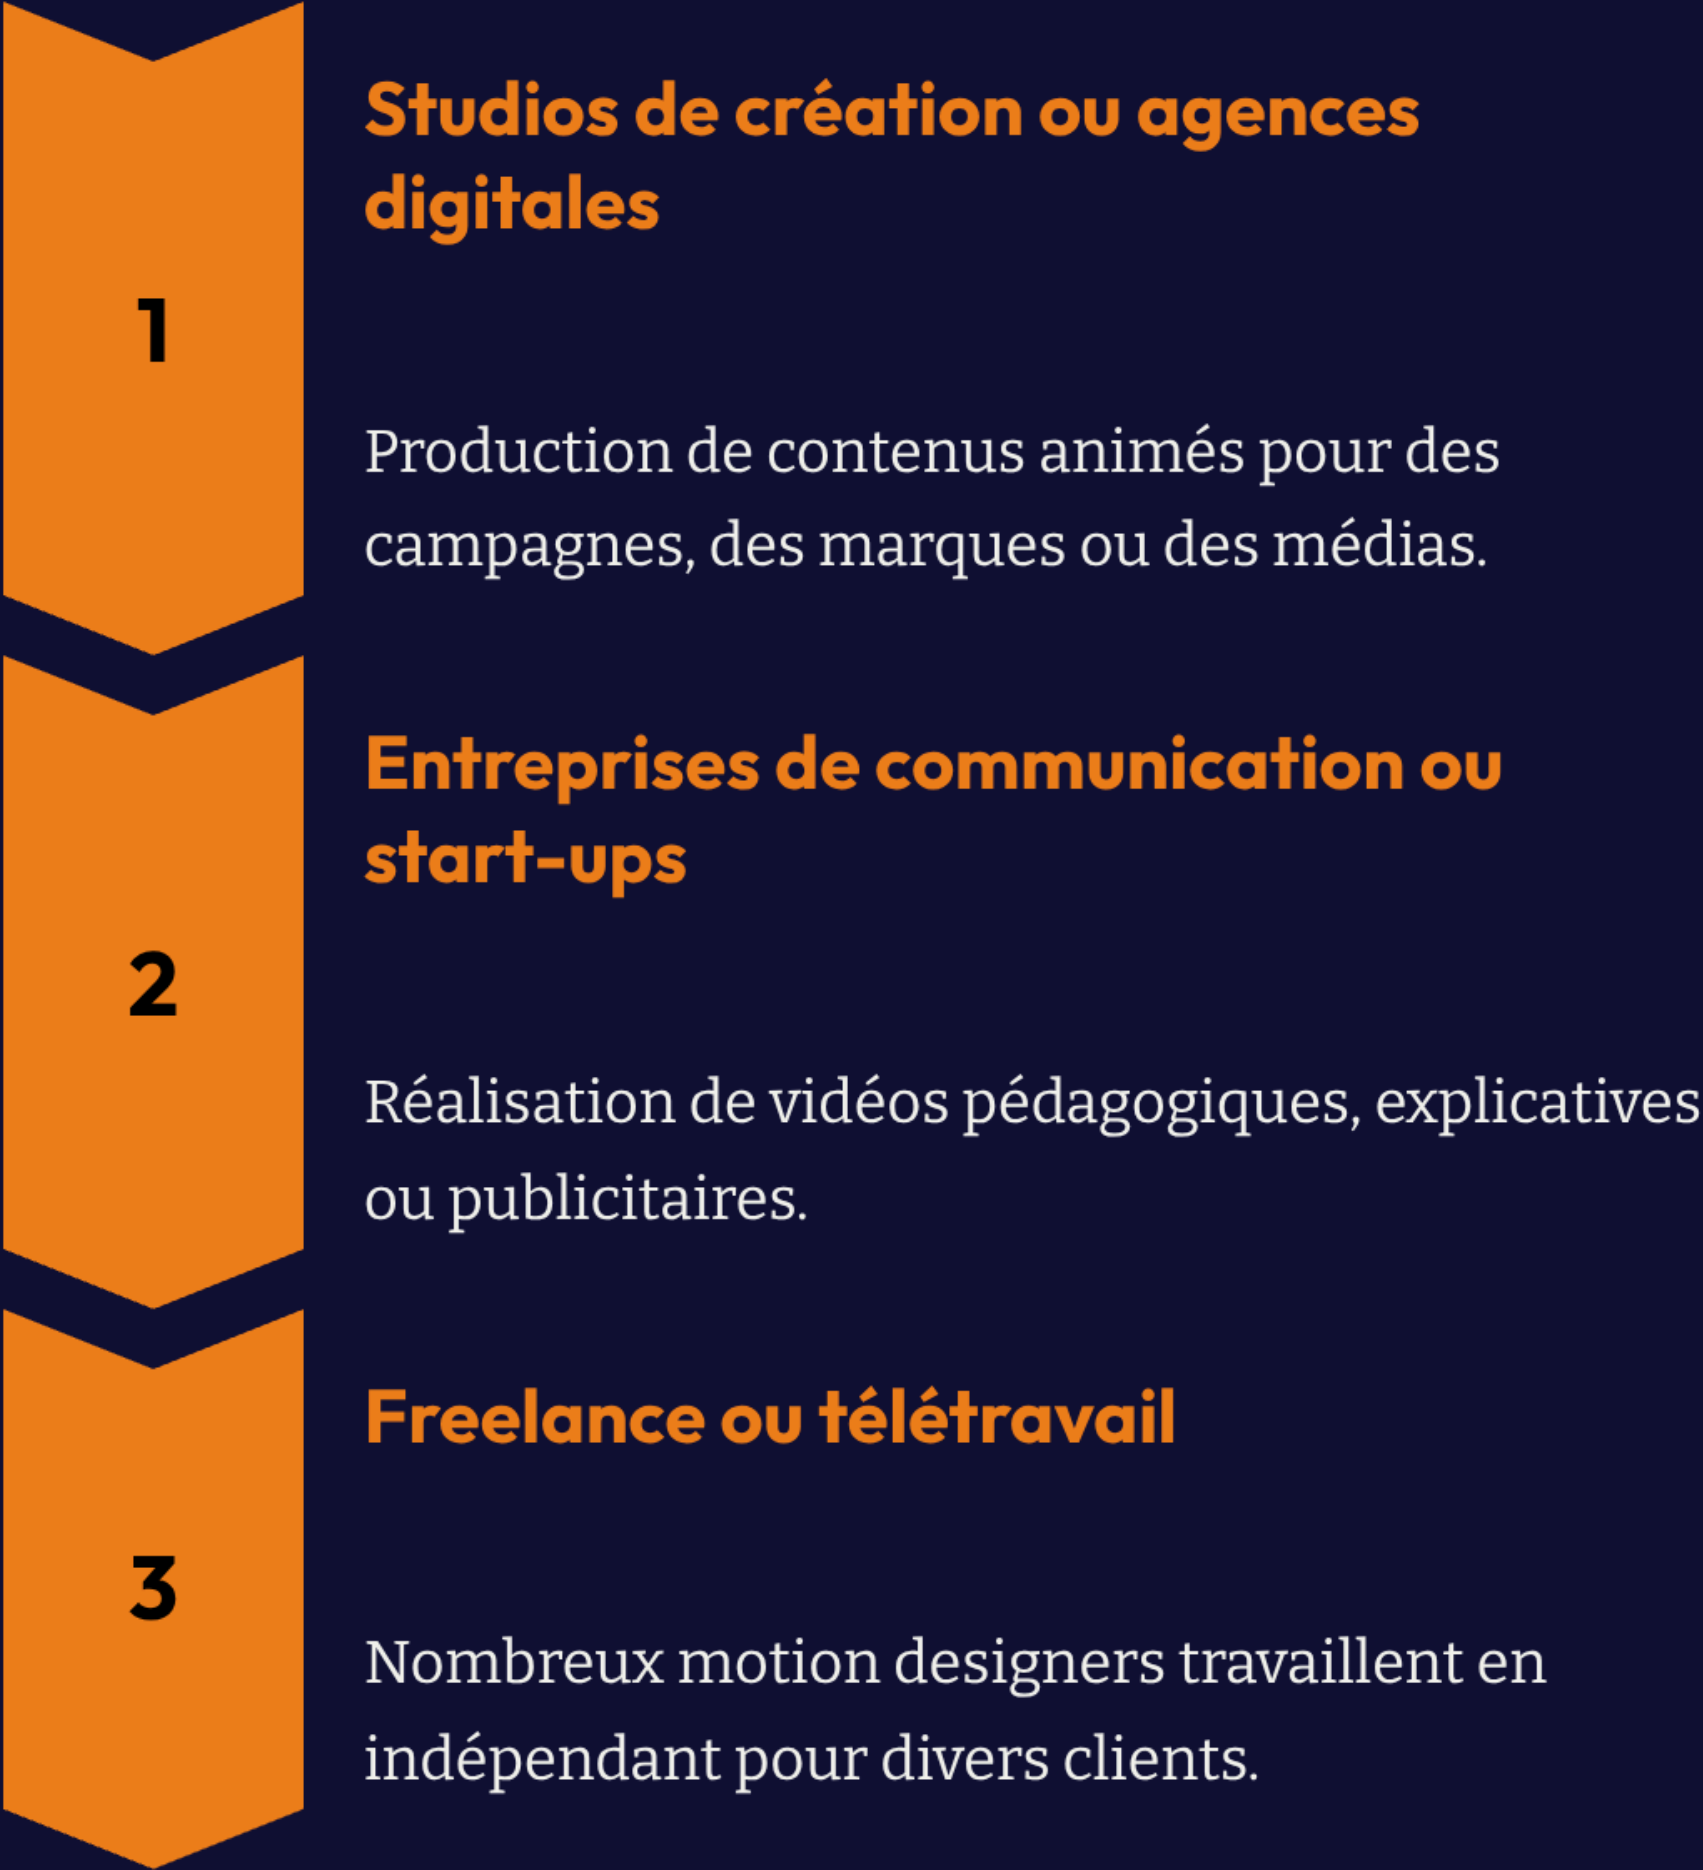 1
Studios de création ou agences
digitales
Production de contenus animés pour des
campagnes, des marques ou des médias.
2
Entreprises de communication ou
start-ups
Réalisation de vidéos pédagogiques, explicatives
ou publicitaires.
3
Freelance ou télétravail
Nombreux motion designers travaillent en
indépendant pour divers clients.